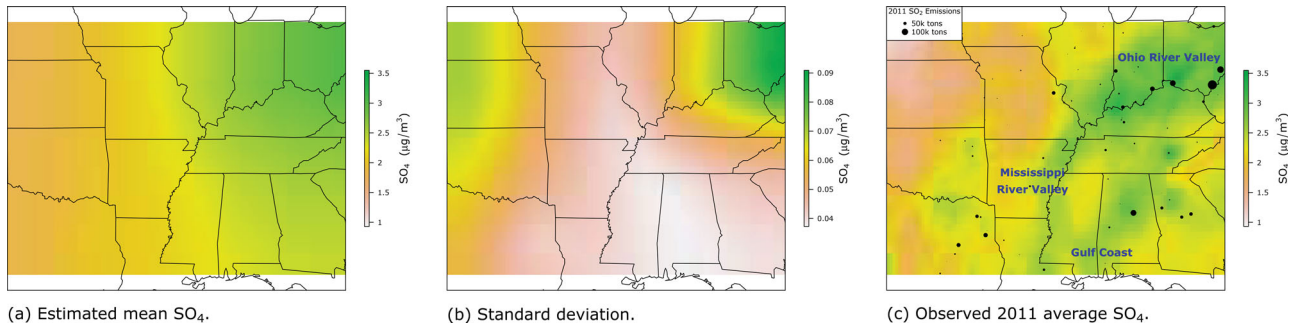 3.5
3
2.5
2
1.5
1
SO₄ (μg/m³)
(a) Estimated mean SO₄.
0.09
0.08
0.07
0.06
0.05
0.04
SO₄ (μg/m³)
(b) Standard deviation.
2011 SO₂ Emissions
50k tons
100k tons
Ohio River Valley
Mississippi
River Valley
Gulf Coast
3.5
3
2.5
2
1.5
1
SO₄ (μg/m³)
(c) Observed 2011 average SO₄.